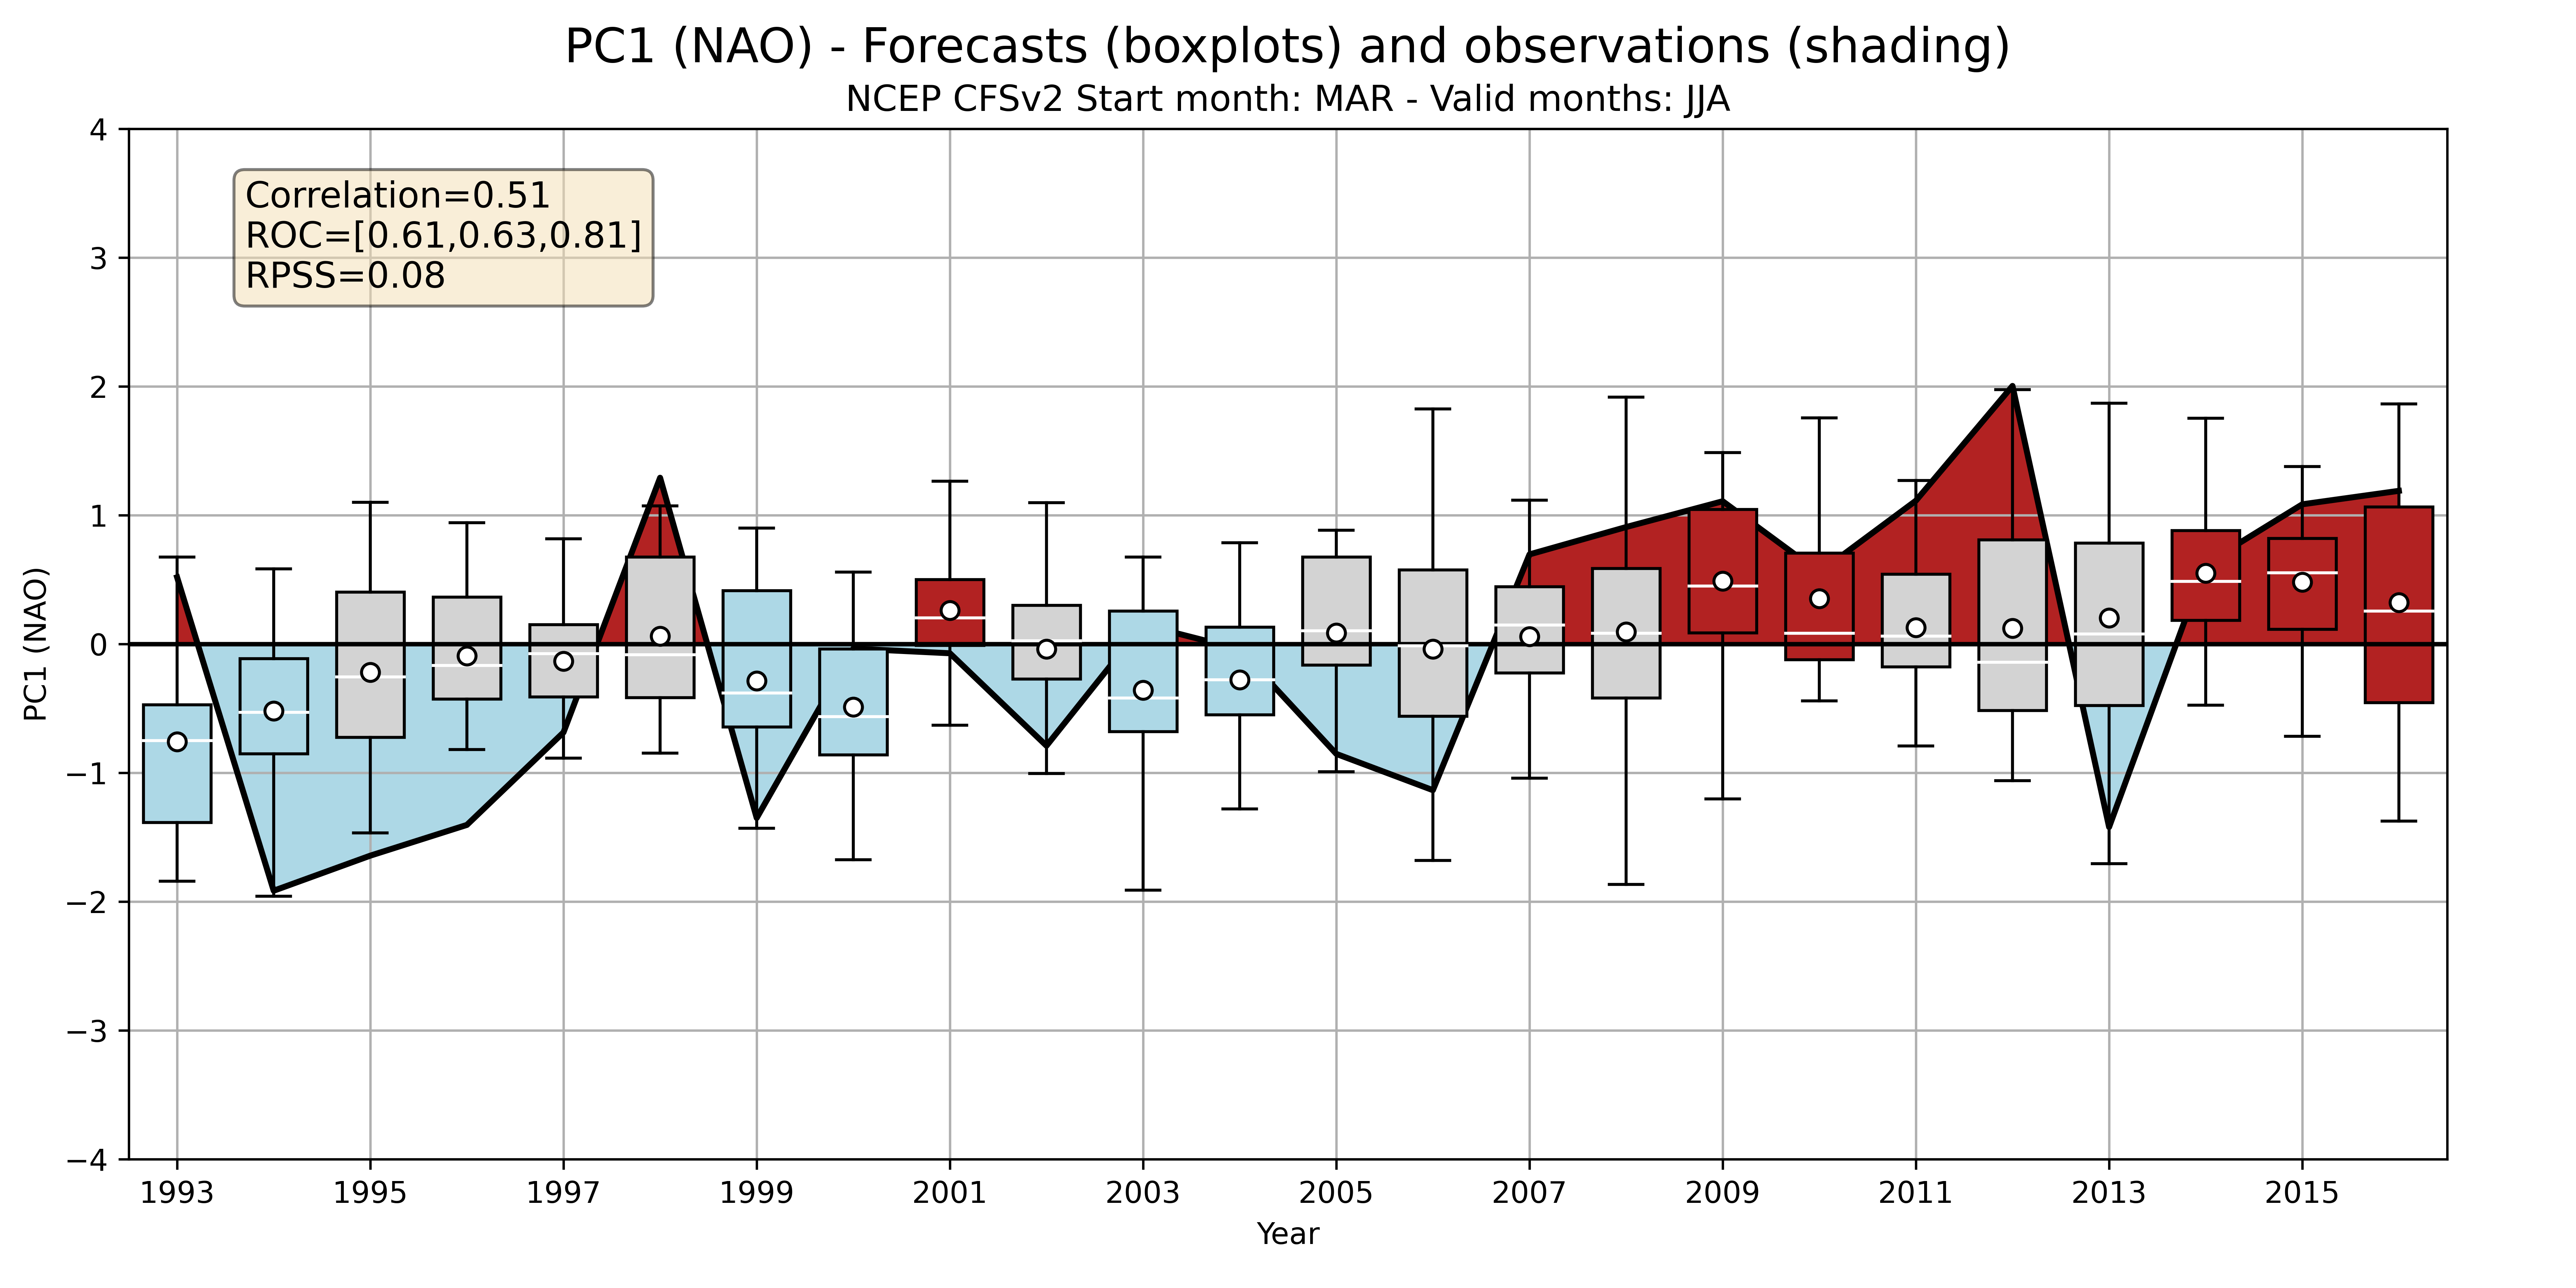 PC1 (NAO) - Forecasts (boxplots) and observations (shading)
NCEP CFSv2 Start month: MAR - Valid months: JJA
Correlation=0.51
ROC=[0.61,0.63,0.81]
RPSS=0.08
PC1 (NAO)
4
3
2
1
0
−1
−2
−3
−4
1993 1995 1997 1999 2001 2003 2005 2007 2009 2011 2013 2015
Year